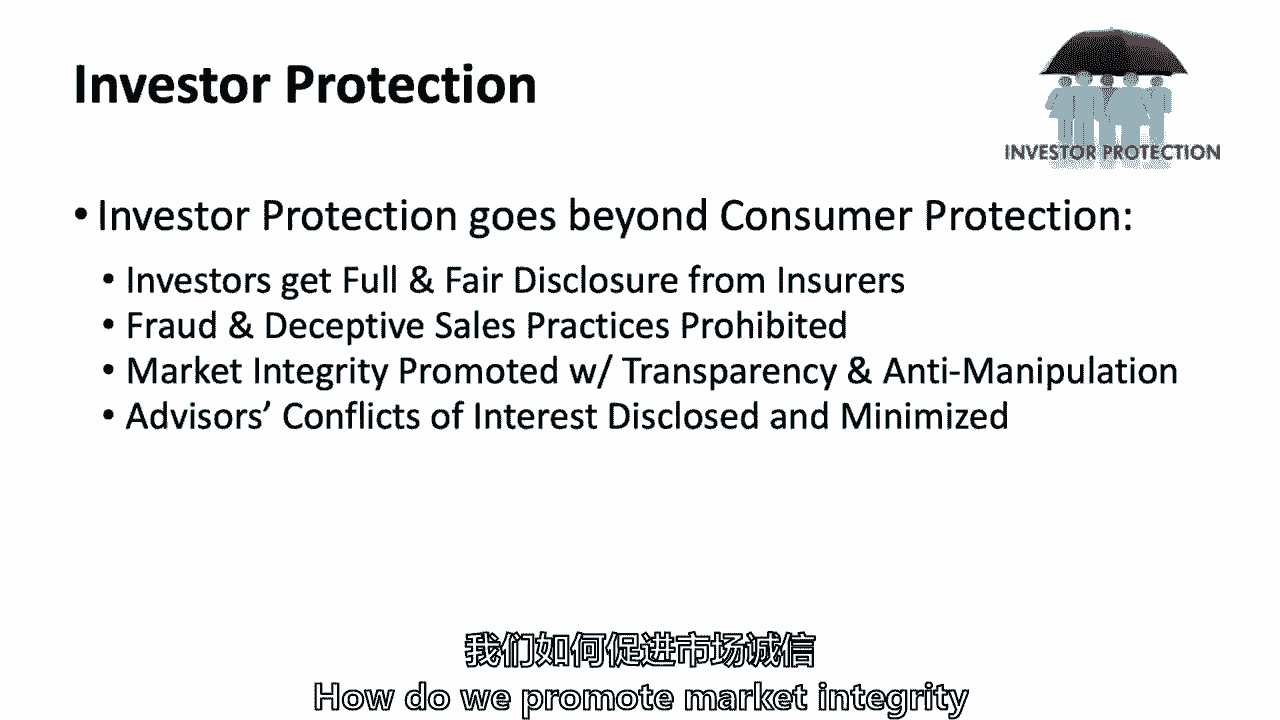 Investor Protection
INVESTOR PROTECTION
• Investor Protection goes beyond Consumer Protection:
• Investors get Full & Fair Disclosure from Insurers
• Fraud & Deceptive Sales Practices Prohibited
• Market Integrity Promoted w/ Transparency & Anti-Manipulation
• Advisors’ Conflicts of Interest Disclosed and Minimized
我们如何促进市场诚信
How do we promote market integrity